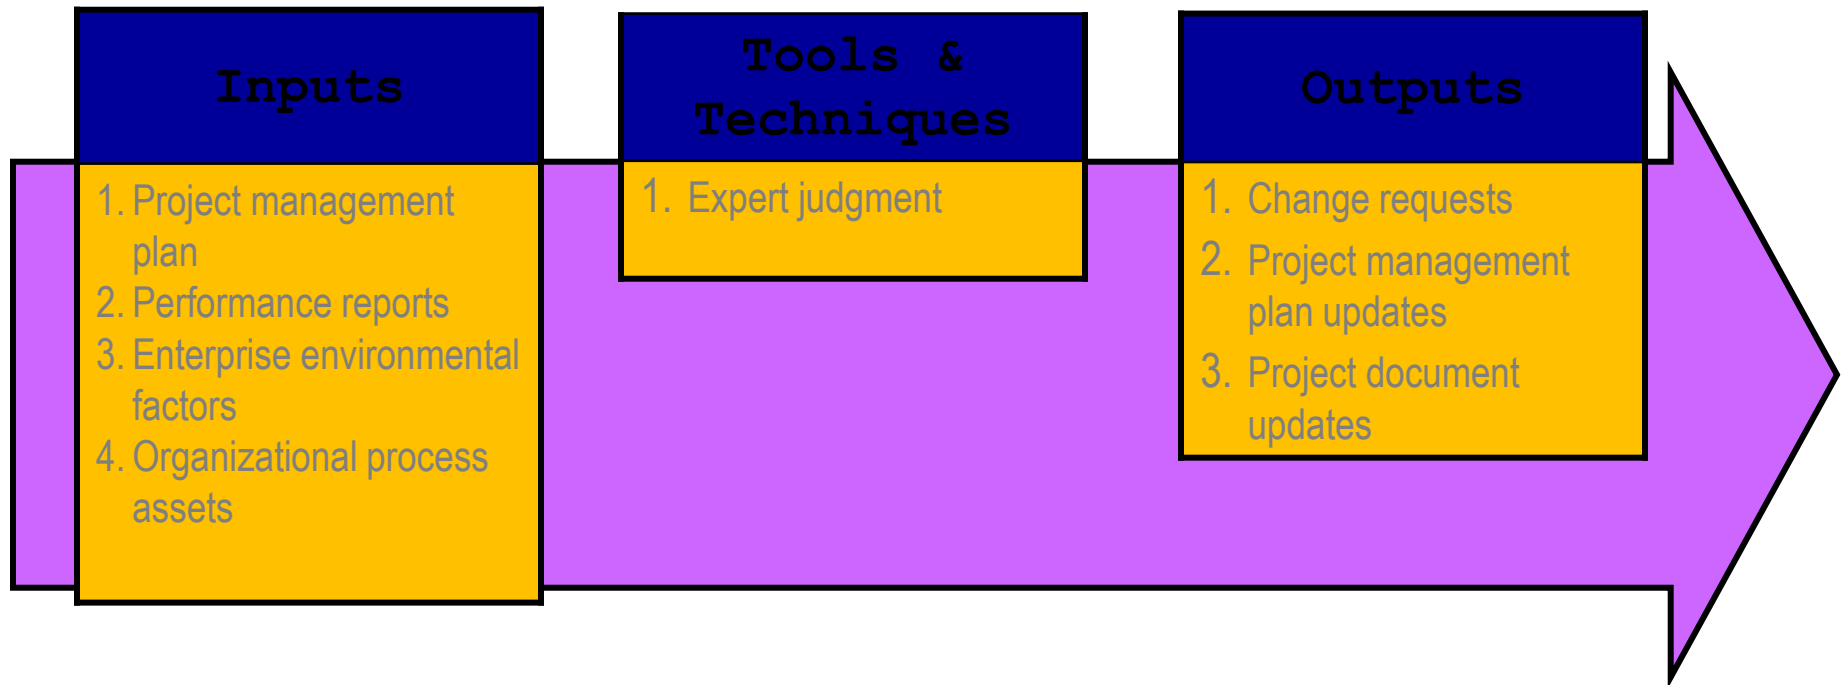 Inputs
1. Project management
plan
2. Performance reports
3. Enterprise environmental
factors
4. Organizational process
assets
Tools &
Techniques
1. Expert judgment
Outputs
1. Change requests
2. Project management
plan updates
3. Project document
updates